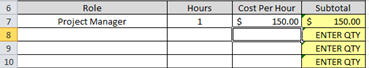 6 Role Hours Cost Per Hour Subtotal
7 Project Manager 1 $ 150.00 $ 150.00
8 ENTER QTY
9 ENTER QTY
10 ENTER QTY